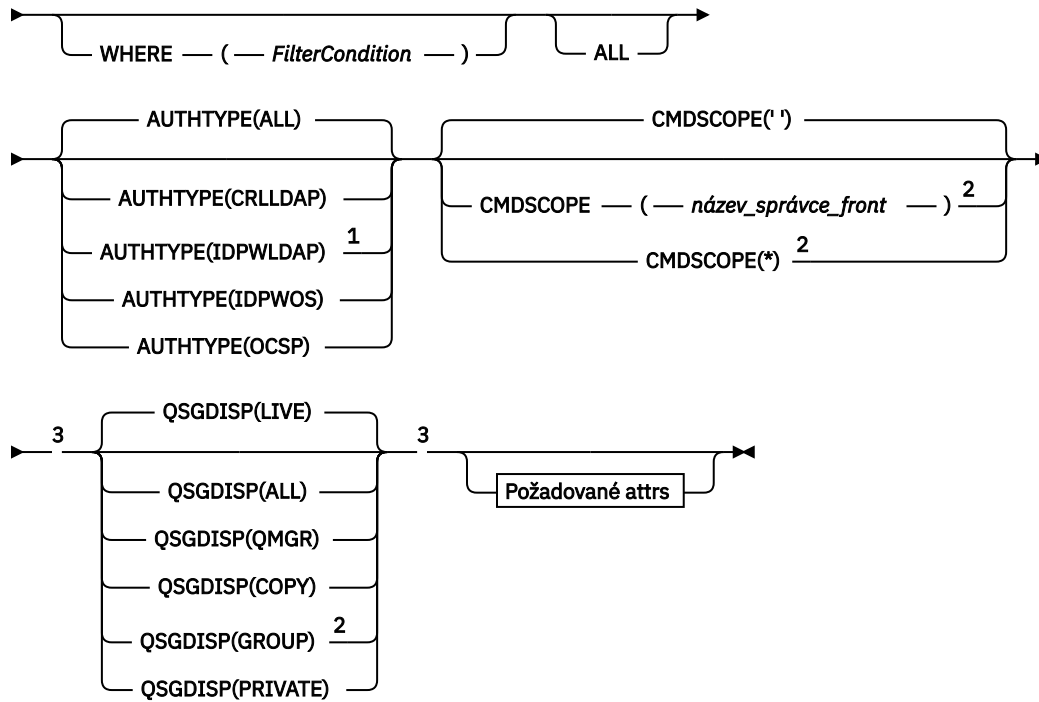 WHERE ( FilterCondition ) ALL
AUTHTYPE(ALL) CMDSCOPE(' ')
AUTHTYPE(CRLLDAP) CMDSCOPE ( název_správce_front ) 2
AUTHTYPE(IDPWLDAP) 1 CMDSCOPE(*) 2
AUTHTYPE(IDPWOS)
AUTHTYPE(OCSP)
QSGDISP(LIVE)
3 3
QSGDISP(ALL) Požadované attrs
QSGDISP(QMGR)
QSGDISP(COPY)
QSGDISP(GROUP) 2
QSGDISP(PRIVATE)